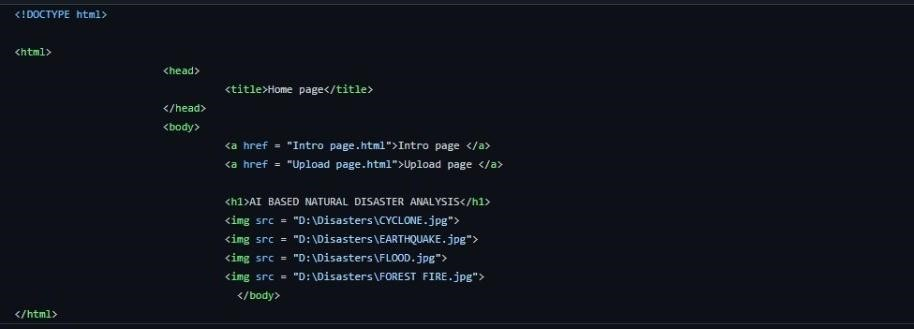 <!DOCTYPE html>
<html>
<head>
<title>Home page</title>
</head>
<body>
<a href = "Intro page.html">Intro page </a>
<a href = "Upload page.html">Upload page </a>
<h1>AI BASED NATURAL DISASTER ANALYSIS</h1>
<img src = "D:\Disasters\CYCLONE.jpg">
<img src = "D:\Disasters\EARTHQUAKE.jpg">
<img src = "D:\Disasters\FLOOD.jpg">
<img src = "D:\Disasters\FOREST FIRE.jpg">
</body>
</html>